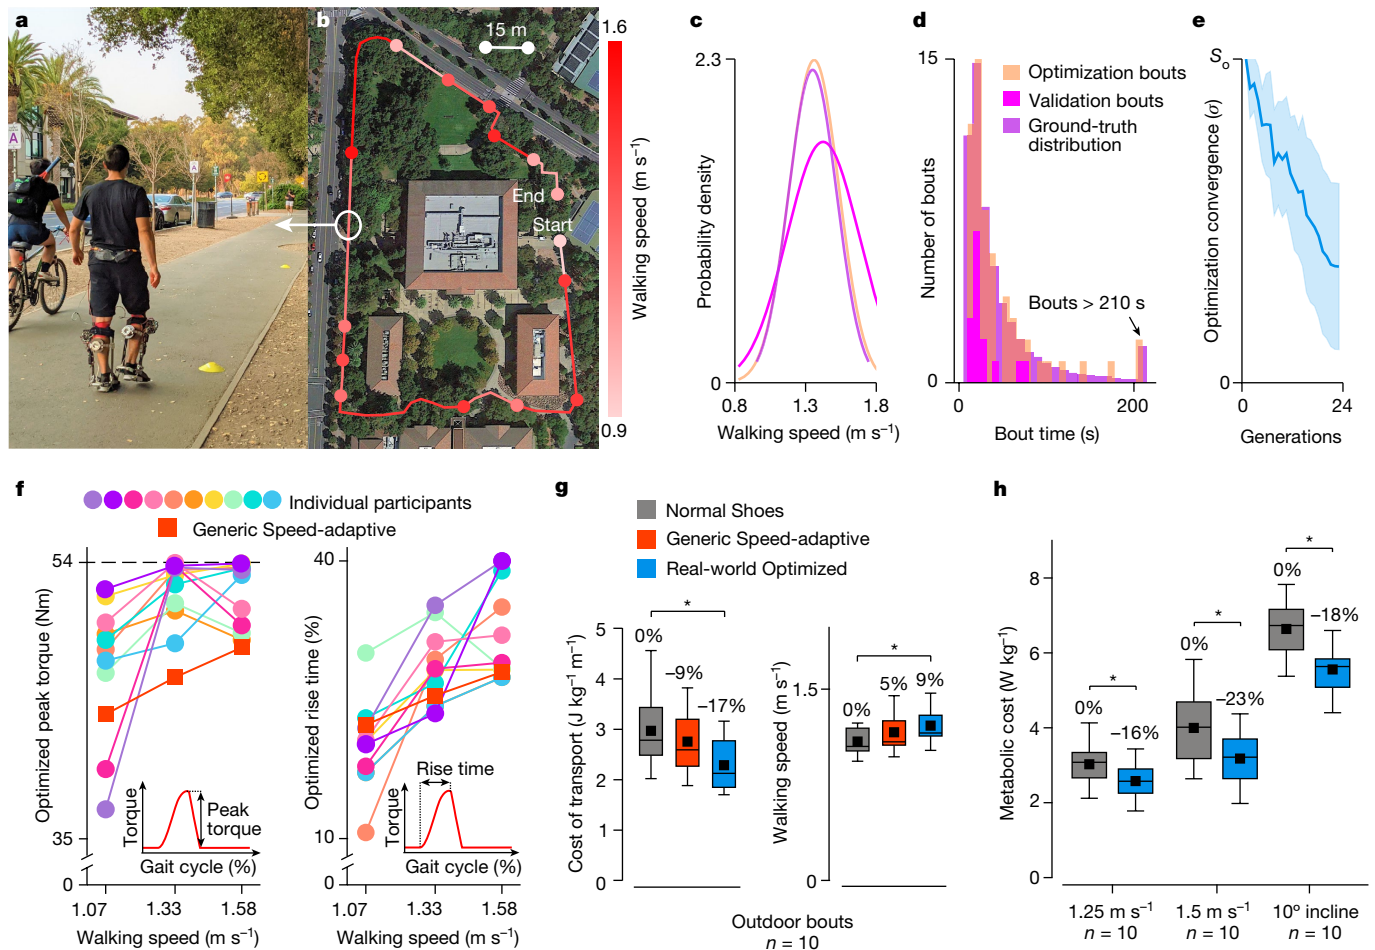 a
b
15 m
End
Start
1.6
Walking speed (m s⁻¹)
0.9
c
2.3
Probability density
0
0.8
1.3
1.8
Walking speed (m s⁻¹)
d
15
Number of bouts
0
Optimization bouts
Validation bouts
Ground-truth
distribution
Bouts > 210 s
0
200
Bout time (s)
e
S₀
Optimization convergence (σ)
0
0
24
Generations
f
Individual participants
Generic Speed-adaptive
54
Optimized peak torque (Nm)
35
0
Torque
Peak
torque
Gait cycle (%)
1.07
1.33
1.58
Walking speed (m s⁻¹)
40
Optimized rise time (%)
10
0
Rise time
Torque
Gait cycle (%)
1.07
1.33
1.58
Walking speed (m s⁻¹)
g
Normal Shoes
Generic Speed-adaptive
Real-world Optimized
5
4
3
2
1
0
Cost of transport (J kg⁻¹ m⁻¹)
*
0%
−9%
−17%
1.5
0
Walking speed (m s⁻¹)
*
0%
5%
9%
Outdoor bouts
n = 10
h
8
6
4
2
0
Metabolic cost (W kg⁻¹)
*
0%
−16%
*
0%
−23%
*
0%
−18%
1.25 m s⁻¹
n = 10
1.5 m s⁻¹
n = 10
10º incline
n = 10